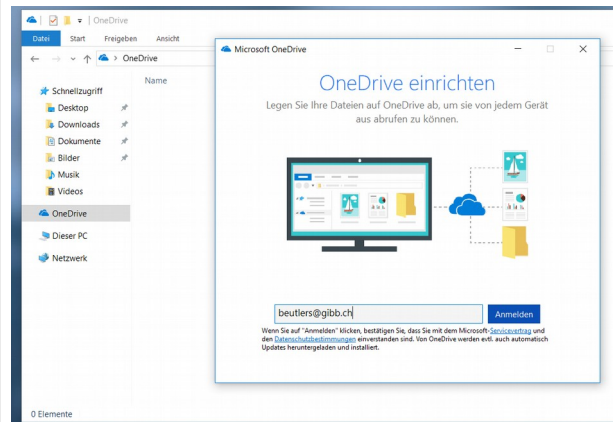 OneDrive
Datei Start Freigeben Ansicht
OneDrive
Name
Schnellzugriff
Desktop
Downloads
Dokumente
Bilder
Musik
Videos
OneDrive
Dieser PC
Netzwerk
0 Elemente
Microsoft OneDrive
OneDrive einrichten
Legen Sie Ihre Dateien auf OneDrive ab, um sie von jedem Gerät
aus abrufen zu können.
beutlers@gibb.ch
Anmelden
Wenn Sie auf "Anmelden" klicken, bestätigen Sie, dass Sie mit dem Microsoft-Servicevertrag und
den Datenschutzbestimmungen einverstanden sind. Von OneDrive werden evtl. auch automatisch
Updates heruntergeladen und installiert.